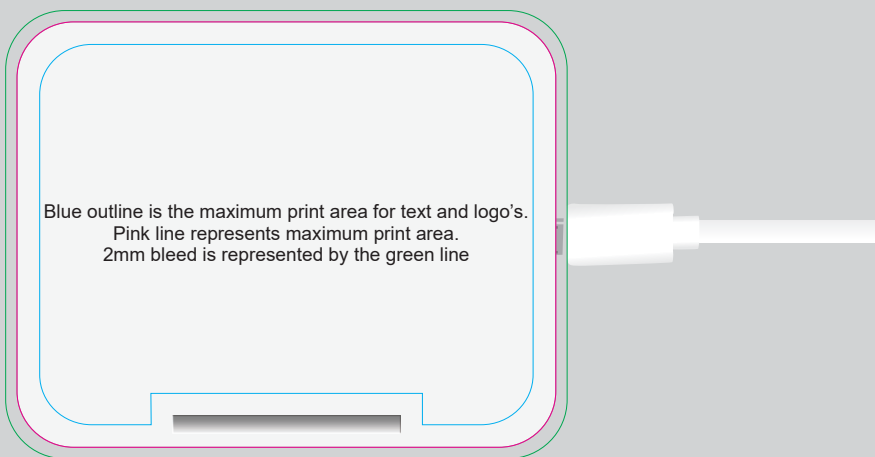 Blue outline is the maximum print area for text and logo's.
Pink line represents maximum print area.
2mm bleed is represented by the green line